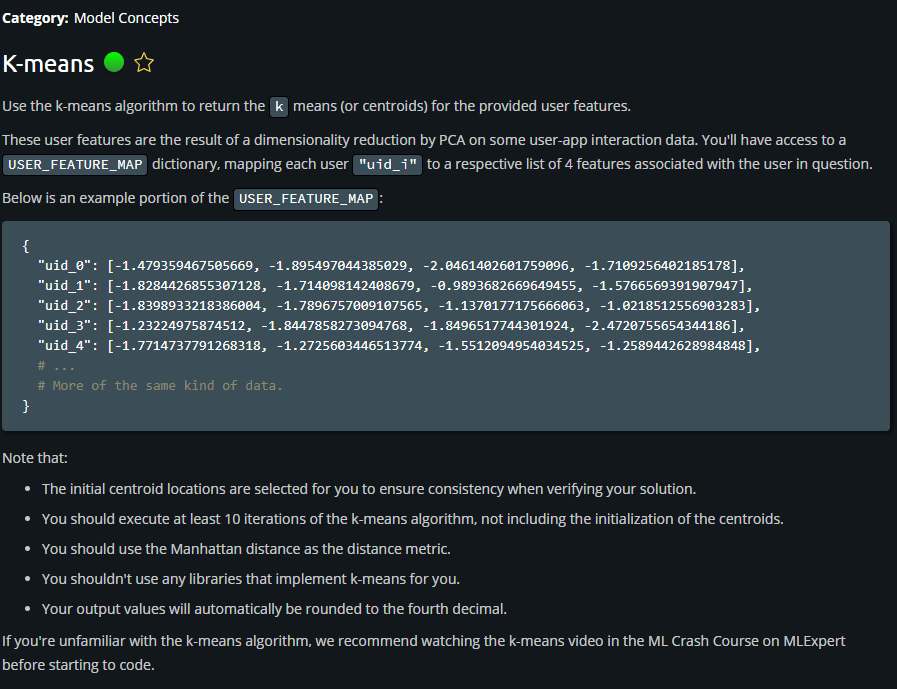 Category: Model Concepts
K-means
Use the k-means algorithm to return the k means (or centroids) for the provided user features.
These user features are the result of a dimensionality reduction by PCA on some user-app interaction data. You'll have access to a
USER_FEATURE_MAP dictionary, mapping each user "uid_i" to a respective list of 4 features associated with the user in question.
Below is an example portion of the USER_FEATURE_MAP:
{
"uid_0": [-1.479359467505669, -1.895497044385029, -2.0461402601759096, -1.7109256402185178],
"uid_1": [-1.8284426855307128, -1.714098142408679, -0.9893682669649455, -1.5766569391907947],
"uid_2": [-1.8398933218386004, -1.7896757009107565, -1.1370177175666063, -1.0218512556903283],
"uid_3": [-1.23224975874512, -1.8447858273094768, -1.8496517744301924, -2.4720755654344186],
"uid_4": [-1.7714737791268318, -1.2725603446513774, -1.5512094954034525, -1.2589442628984848],
# ...
# More of the same kind of data.
}
Note that:
• The initial centroid locations are selected for you to ensure consistency when verifying your solution.
• You should execute at least 10 iterations of the k-means algorithm, not including the initialization of the centroids.
• You should use the Manhattan distance as the distance metric.
• You shouldn't use any libraries that implement k-means for you.
• Your output values will automatically be rounded to the fourth decimal.
If you're unfamiliar with the k-means algorithm, we recommend watching the k-means video in the ML Crash Course on MLExpert
before starting to code.